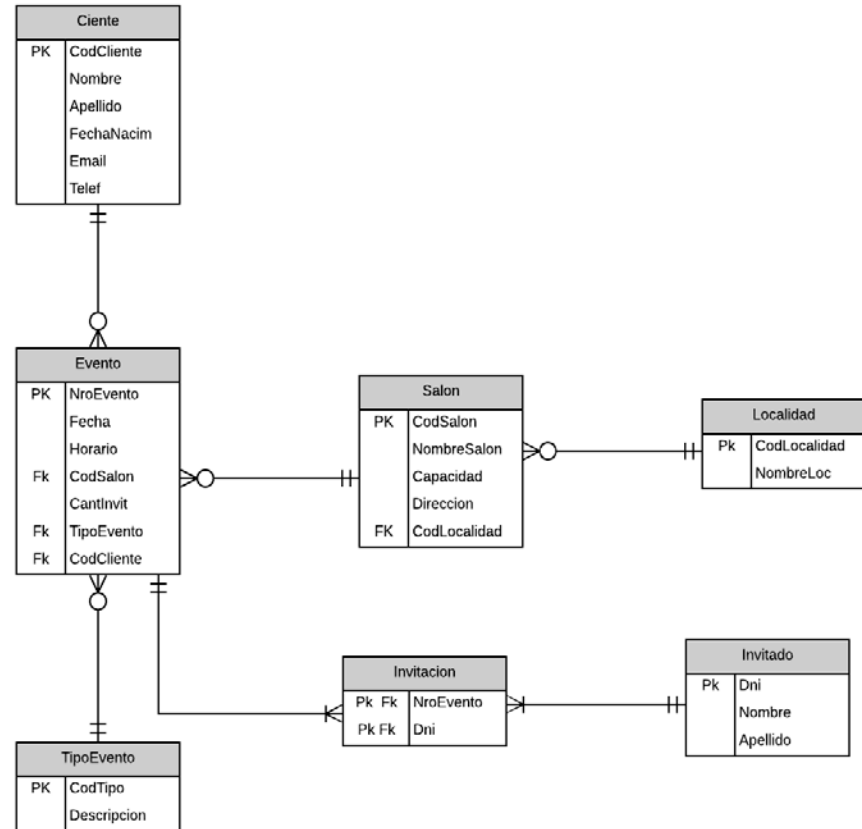 Ciente
PK CodCliente
Nombre
Apellido
FechaNacim
Email
Telef
Evento
PK NroEvento
Fecha
Horario
Fk CodSalon
CantInvit
Fk TipoEvento
Fk CodCliente
Salon
PK CodSalon
NombreSalon
Capacidad
Direccion
FK CodLocalidad
Localidad
Pk CodLocalidad
NombreLoc
Invitacion
Pk Fk NroEvento
Pk Fk Dni
Invitado
Pk Dni
Nombre
Apellido
TipoEvento
PK CodTipo
Descripcion